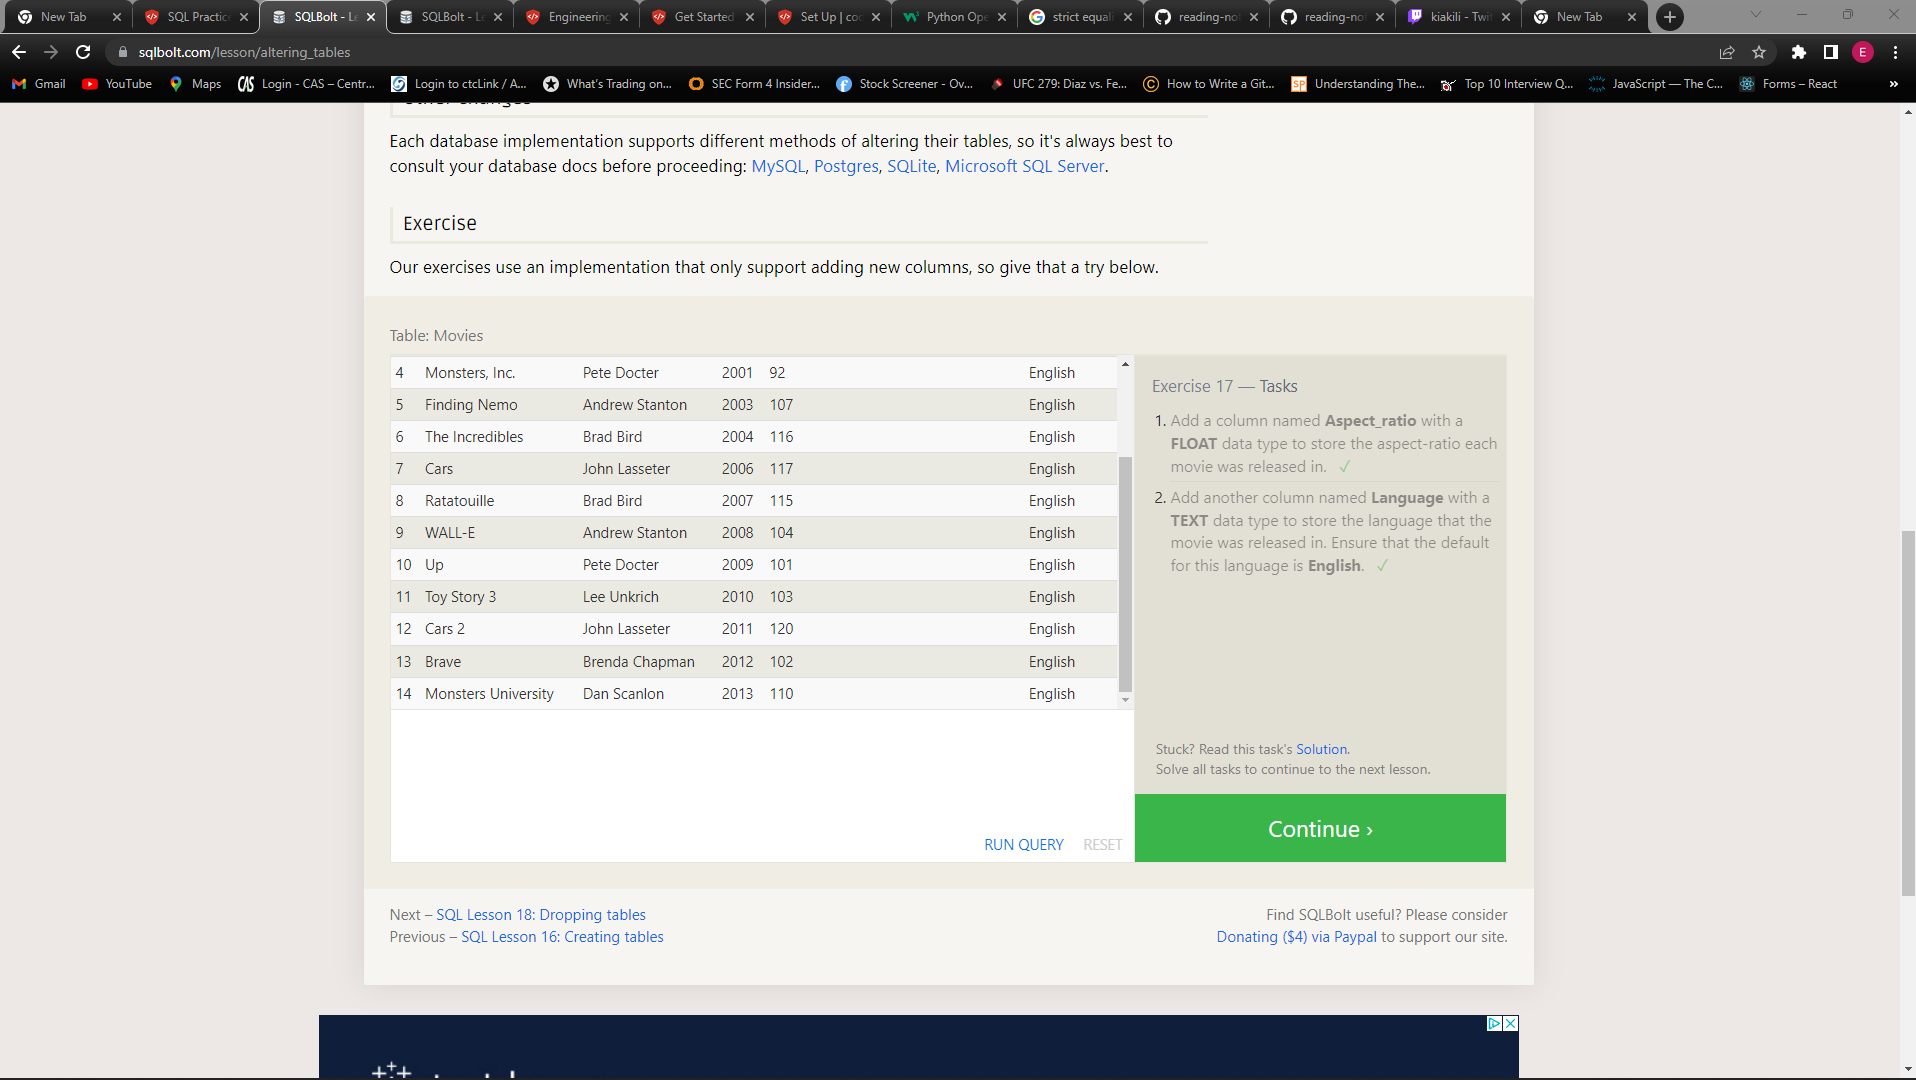 New Tab
SQL Practice
SQLBolt - Le
SQLBolt - Le
Engineering
Get Started
Set Up | coc
Python Ope
strict equali
reading-not
reading-not
kiakili - Twit
New Tab
sqlbolt.com/lesson/altering_tables
E
Gmail
YouTube
Maps
Login - CAS – Centr...
Login to ctcLink / A...
What's Trading on...
SEC Form 4 Insider...
Stock Screener - Ov...
UFC 279: Diaz vs. Fe...
How to Write a Git...
Understanding The...
Top 10 Interview Q...
JavaScript — The C...
Forms – React
»
Other changes
Each database implementation supports different methods of altering their tables, so it's always best to
consult your database docs before proceeding: MySQL, Postgres, SQLite, Microsoft SQL Server.
Exercise
Our exercises use an implementation that only support adding new columns, so give that a try below.
Table: Movies
4 Monsters, Inc. Pete Docter 2001 92 English
5 Finding Nemo Andrew Stanton 2003 107 English
6 The Incredibles Brad Bird 2004 116 English
7 Cars John Lasseter 2006 117 English
8 Ratatouille Brad Bird 2007 115 English
9 WALL-E Andrew Stanton 2008 104 English
10 Up Pete Docter 2009 101 English
11 Toy Story 3 Lee Unkrich 2010 103 English
12 Cars 2 John Lasseter 2011 120 English
13 Brave Brenda Chapman 2012 102 English
14 Monsters University Dan Scanlon 2013 110 English
RUN QUERY RESET
Exercise 17 — Tasks
1. Add a column named Aspect_ratio with a
FLOAT data type to store the aspect-ratio each
movie was released in. ✓
2. Add another column named Language with a
TEXT data type to store the language that the
movie was released in. Ensure that the default
for this language is English. ✓
Stuck? Read this task's Solution.
Solve all tasks to continue to the next lesson.
Continue ›
Next – SQL Lesson 18: Dropping tables
Previous – SQL Lesson 16: Creating tables
Find SQLBolt useful? Please consider
Donating ($4) via Paypal to support our site.